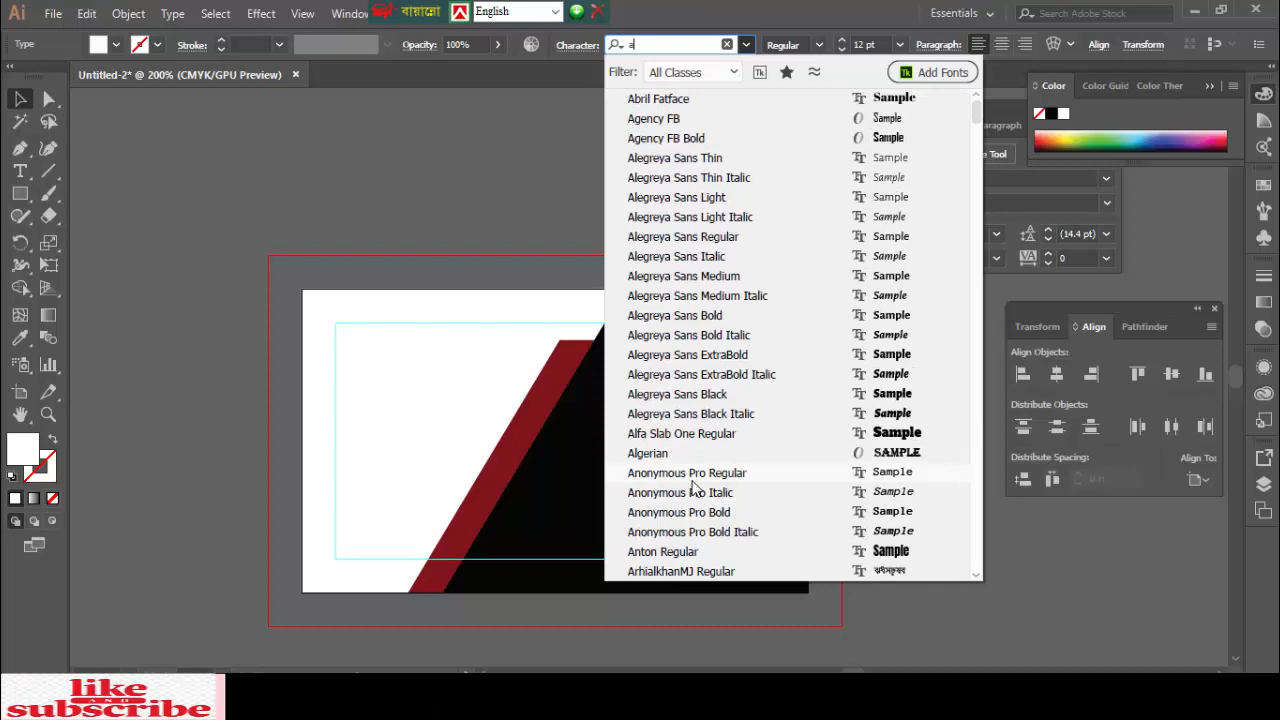 Ai File Edit Object Type Select Effect View Window বায়ান্নো English Essentials Search Adobe Stock
Type Stroke: Opacity: 100% Character: a Regular 12 pt Paragraph: Align Transform
Untitled-2* @ 200% (CMYK/GPU Preview)
Filter: All Classes Add Fonts
Color Color Guid Color Ther
Abril Fatface Sample
Agency FB Sample
Agency FB Bold Sample
Alegreya Sans Thin Sample
Alegreya Sans Thin Italic Sample
Alegreya Sans Light Sample
Alegreya Sans Light Italic Sample
Alegreya Sans Regular Sample
Alegreya Sans Italic Sample
Alegreya Sans Medium Sample
Alegreya Sans Medium Italic Sample
Alegreya Sans Bold Sample
Alegreya Sans Bold Italic Sample
Alegreya Sans ExtraBold Sample
Alegreya Sans ExtraBold Italic Sample
Alegreya Sans Black Sample
Alegreya Sans Black Italic Sample
Alfa Slab One Regular Sample
Algerian SAMPLE
Anonymous Pro Regular Sample
Anonymous Pro Italic Sample
Anonymous Pro Bold Sample
Anonymous Pro Bold Italic Sample
Anton Regular Sample
ArhialkhanMJ Regular
aragraph
e Tool
(14.4 pt)
0
Transform Align Pathfinder
Align Objects:
Distribute Objects:
Distribute Spacing: Align To:
0 in
like
AND
subscribe